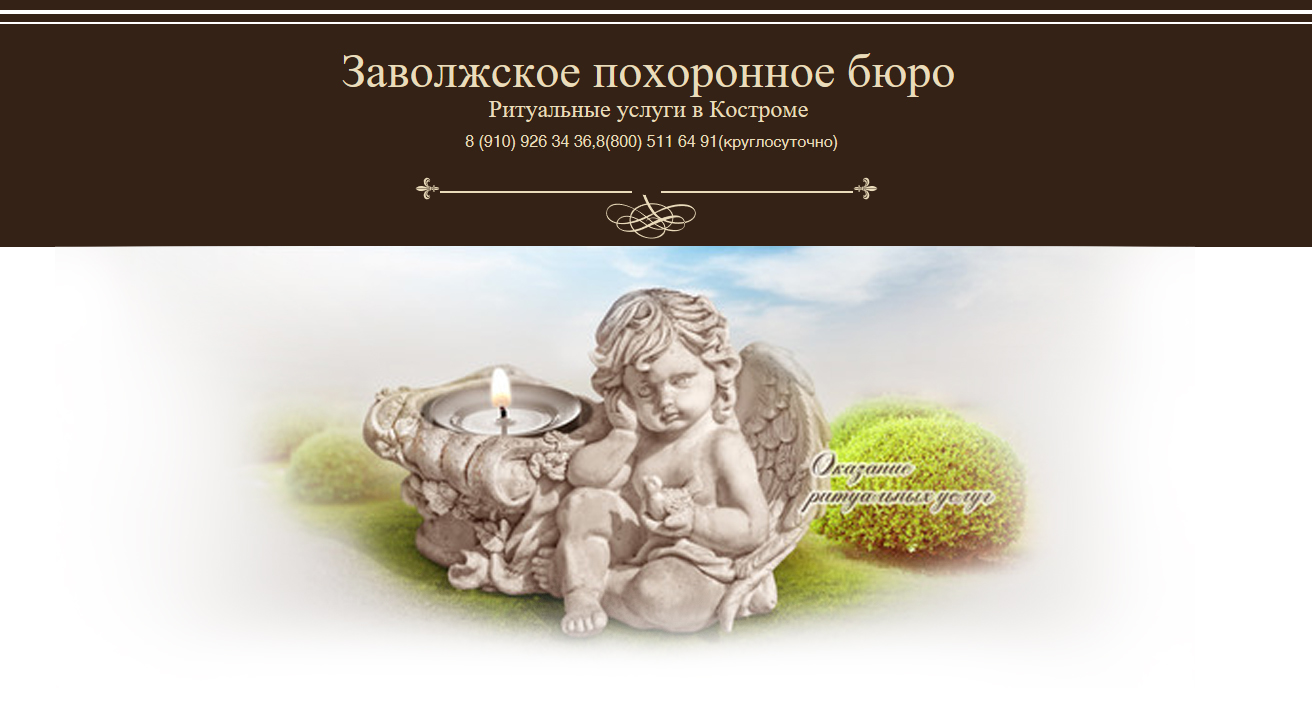 Заволжское похоронное бюро
Ритуальные услуги в Костроме
8 (910) 926 34 36,8(800) 511 64 91(круглосуточно)
Оказание
ритуальных услуг